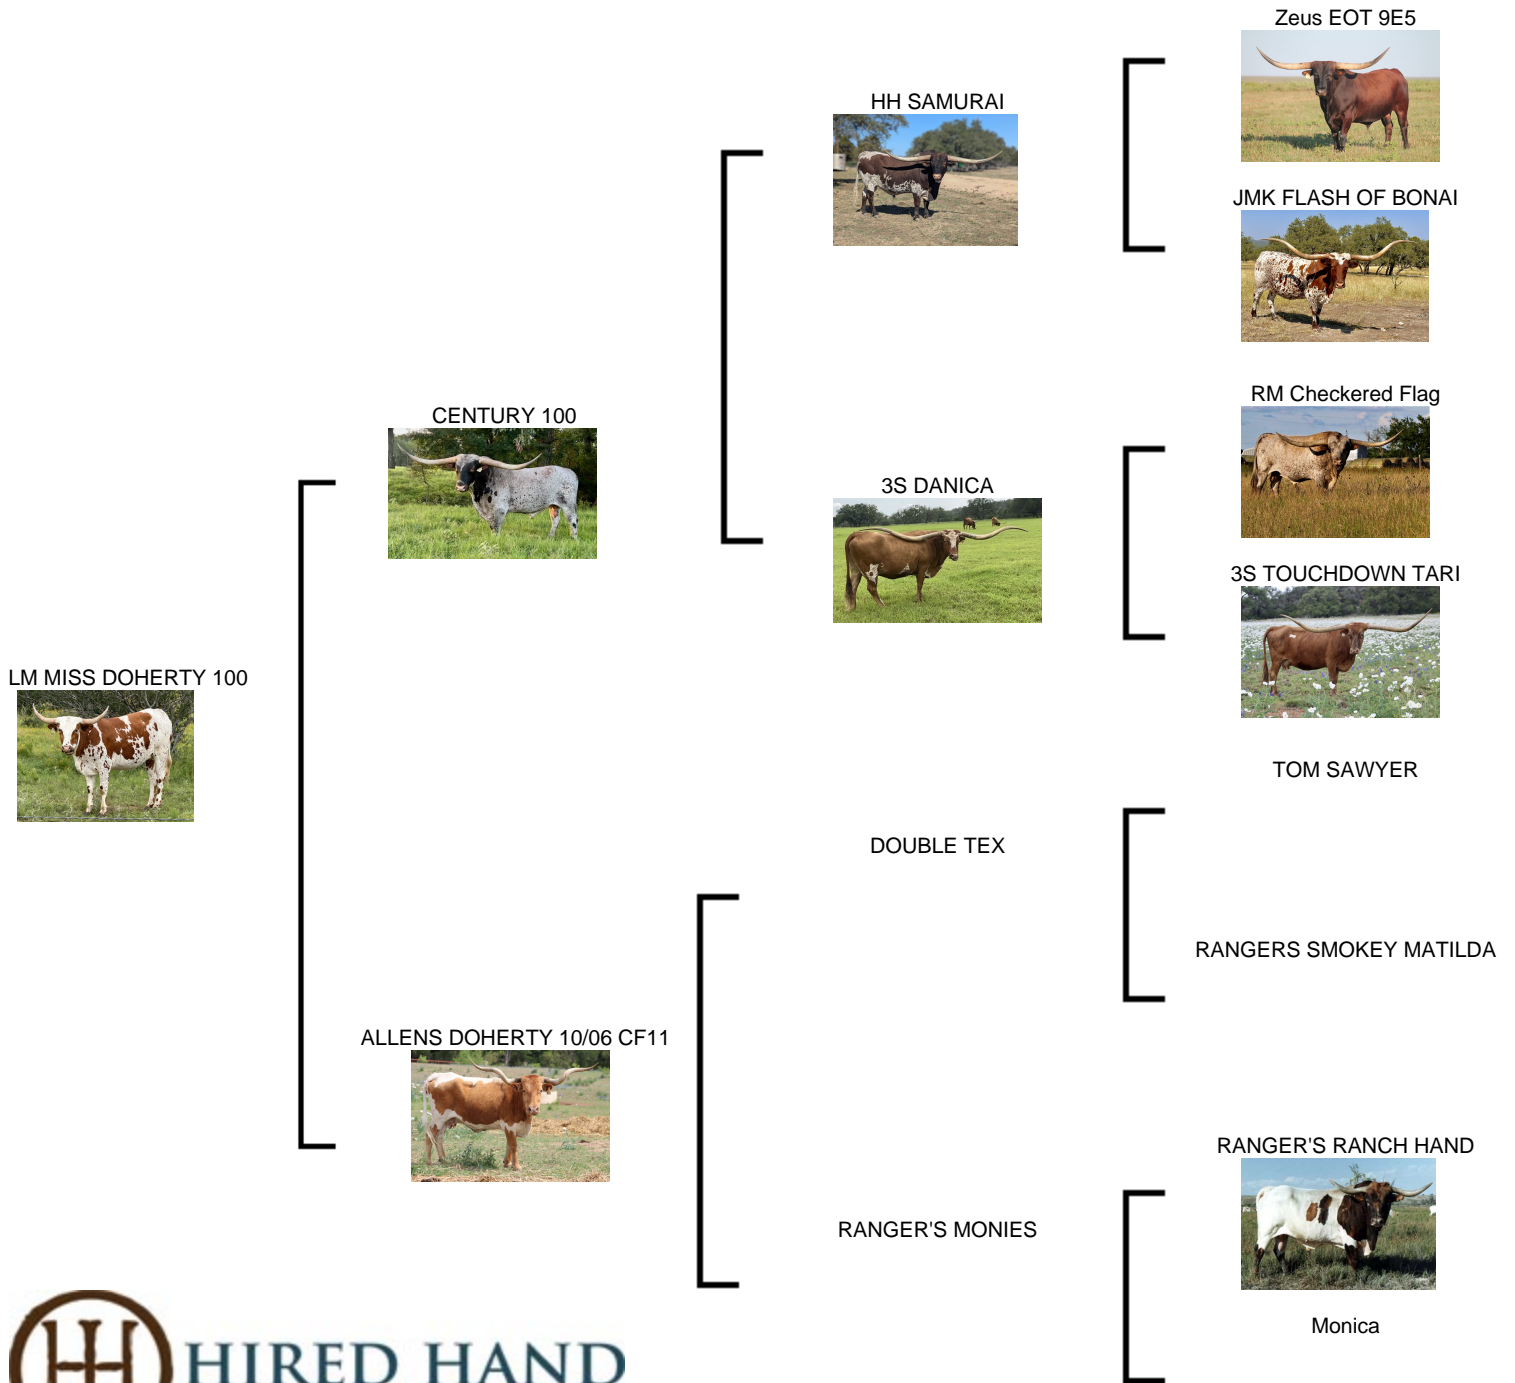 Zeus EOT 9E5
HH SAMURAI
JMK FLASH OF BONAI
RM Checkered Flag
CENTURY 100
3S DANICA
3S TOUCHDOWN TARI
LM MISS DOHERTY 100
TOM SAWYER
DOUBLE TEX
RANGERS SMOKEY MATILDA
ALLENS DOHERTY 10/06 CF11
RANGER'S RANCH HAND
RANGER'S MONIES
Monica
HIRED HAND